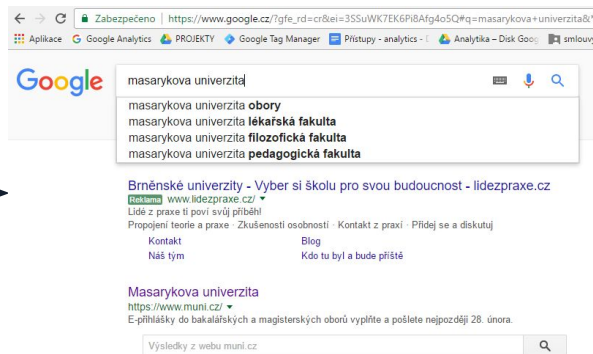 Zabezpečeno | https://www.google.cz/?gfe_rd=cr&ei=3SSuWK7EK6Pi8Afg4o5Q#q=masarykova+univerzita&
Aplikace Google Analytics PROJEKTY Google Tag Manager Přístupy - analytics - Analytika – Disk Goog smlouvy
Google
masarykova univerzita
masarykova univerzita obory
masarykova univerzita lékařská fakulta
masarykova univerzita filozofická fakulta
masarykova univerzita pedagogická fakulta
Brněnské univerzity - Vyber si školu pro svou budoucnost - lidezpraxe.cz
Reklama www.lidezpraxe.cz/
Lidé z praxe ti poví svůj příběh!
Propojení teorie a praxe · Zkušenosti osobností · Kontakt z praxí · Přidej se a diskutuj
Kontakt Blog
Náš tým Kdo tu byl a bude příště
Masarykova univerzita
https://www.muni.cz/
E-přihlášky do bakalářských a magisterských oborů vyplňte a pošlete nejpozději 28. února.
Výsledky z webu muni.cz